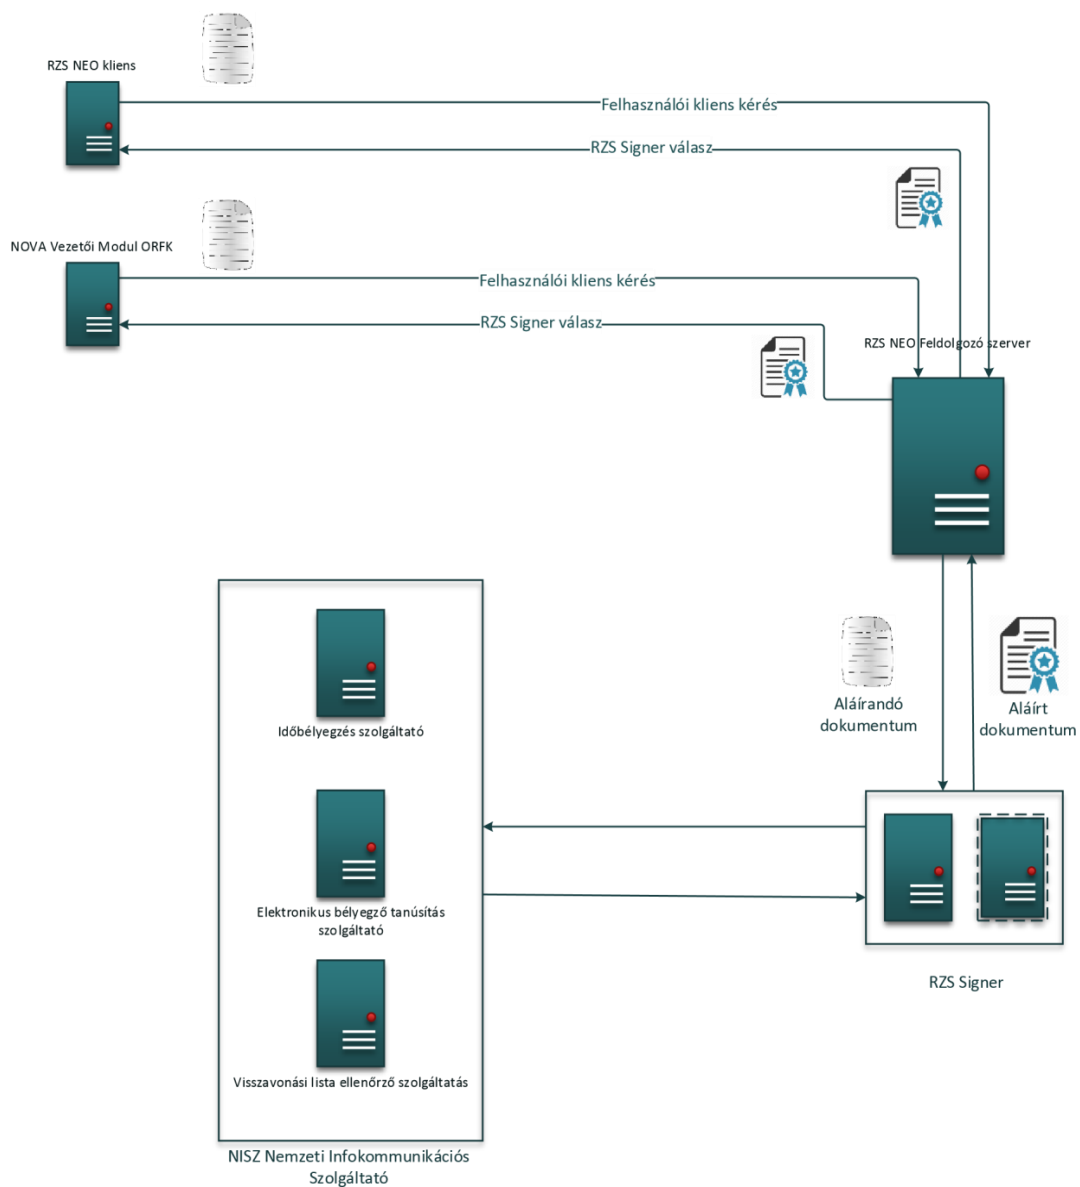 RZS NEO kliens
Felhasználói kliens kérés
RZS Signer válasz
NOVA Vezetői Modul ORFK
Felhasználói kliens kérés
RZS Signer válasz
RZS NEO Feldolgozó szerver
Aláírandó
dokumentum
Aláírt
dokumentum
Időbélyegzés szolgáltató
Elektronikus bélyegző tanúsítás
szolgáltató
RZS Signer
Visszavonási lista ellenőrző szolgáltatás
NISZ Nemzeti Infokommunikációs
Szolgáltató